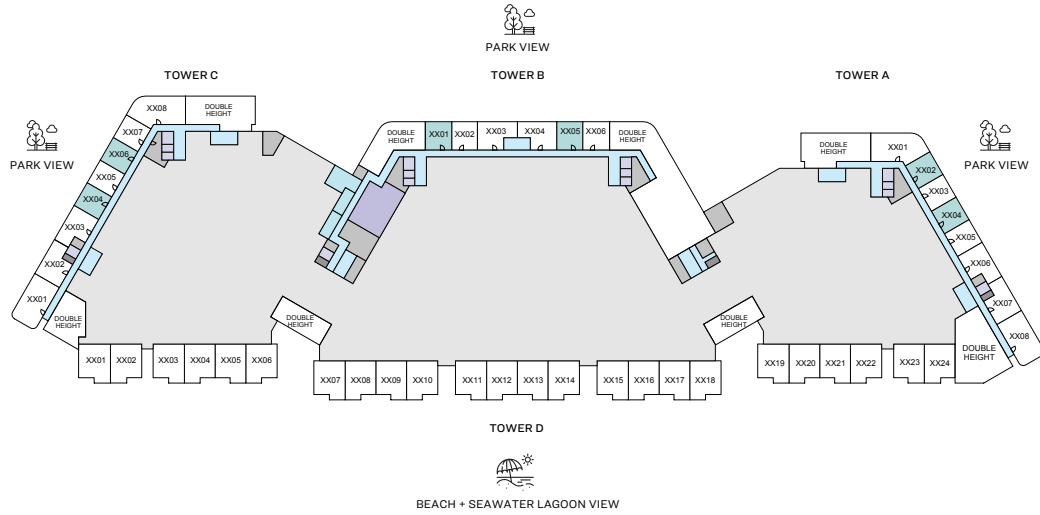 PARK VIEW
TOWER C
TOWER B
TOWER A
PARK VIEW
PARK VIEW
XX08
DOUBLE
HEIGHT
XX07
XX06
XX05
XX04
XX03
XX02
XX01
DOUBLE
HEIGHT
DOUBLE
HEIGHT
XX01
XX02
XX03
XX04
XX05
XX06
DOUBLE
HEIGHT
DOUBLE
HEIGHT
XX01
XX02
XX03
XX04
XX05
XX06
XX07
XX08
DOUBLE
HEIGHT
DOUBLE
HEIGHT
DOUBLE
HEIGHT
XX01
XX02
XX03
XX04
XX05
XX06
XX07
XX08
XX09
XX10
XX11
XX12
XX13
XX14
XX15
XX16
XX17
XX18
XX19
XX20
XX21
XX22
XX23
XX24
TOWER D
BEACH + SEAWATER LAGOON VIEW